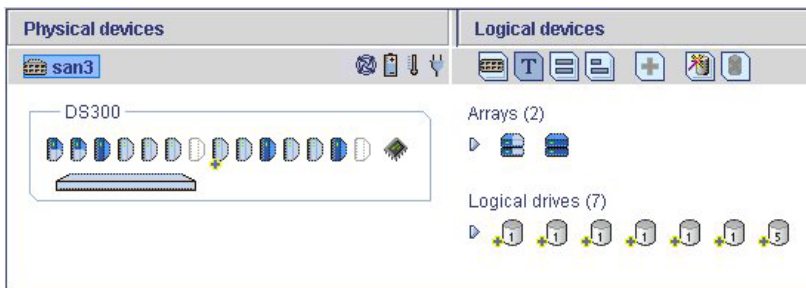 Physical devices
Logical devices
san3
T
DS300
Arrays (2)
Logical drives (7)
1 1 1 1 1 1 5